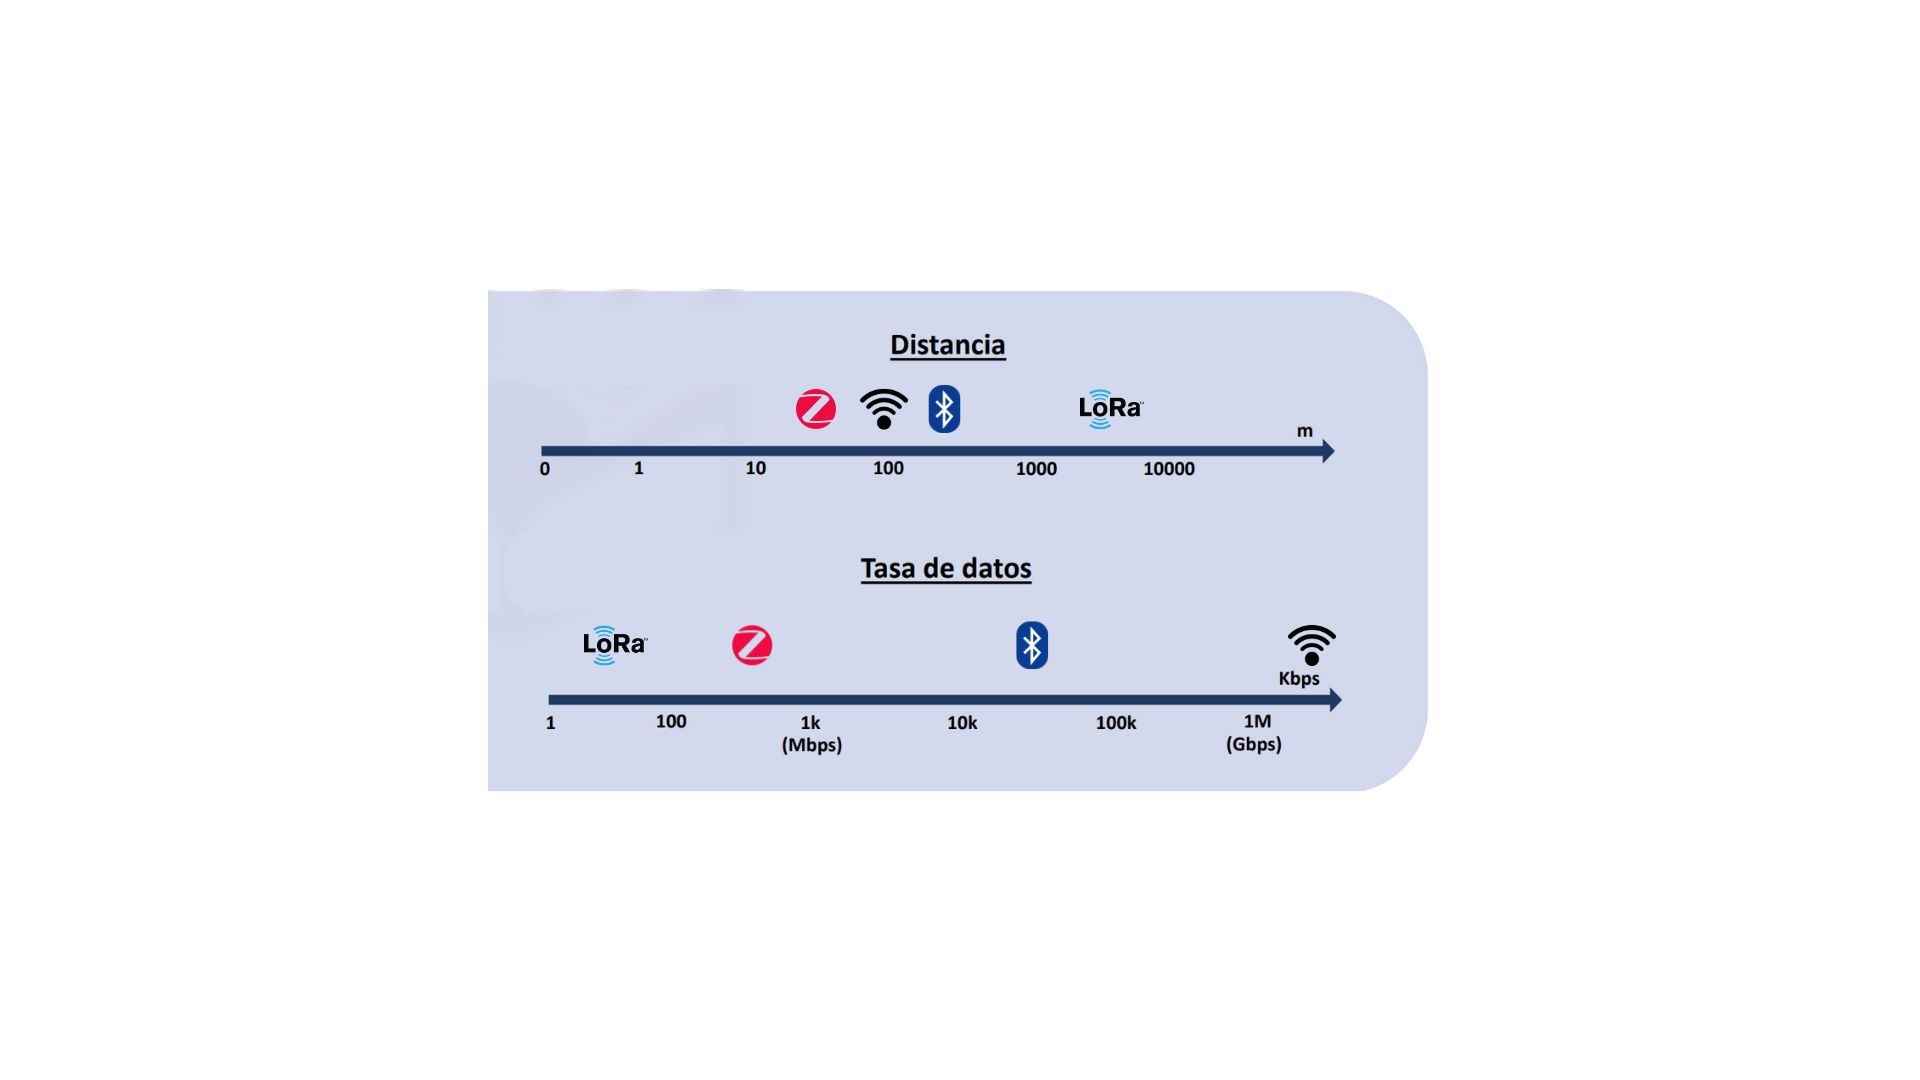 Distancia
LoRa
m
0 1 10 100 1000 10000
Tasa de datos
LoRa
Kbps
1 100 1k 10k 100k 1M
(Mbps) (Gbps)